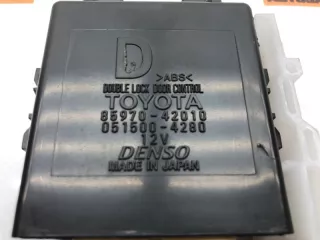 D
>ABS<
DOUBLE LOCK DOOR CONTROL
TOYOTA
85970-42010
051500-4280
12V
DENSO
MADE IN JAPAN